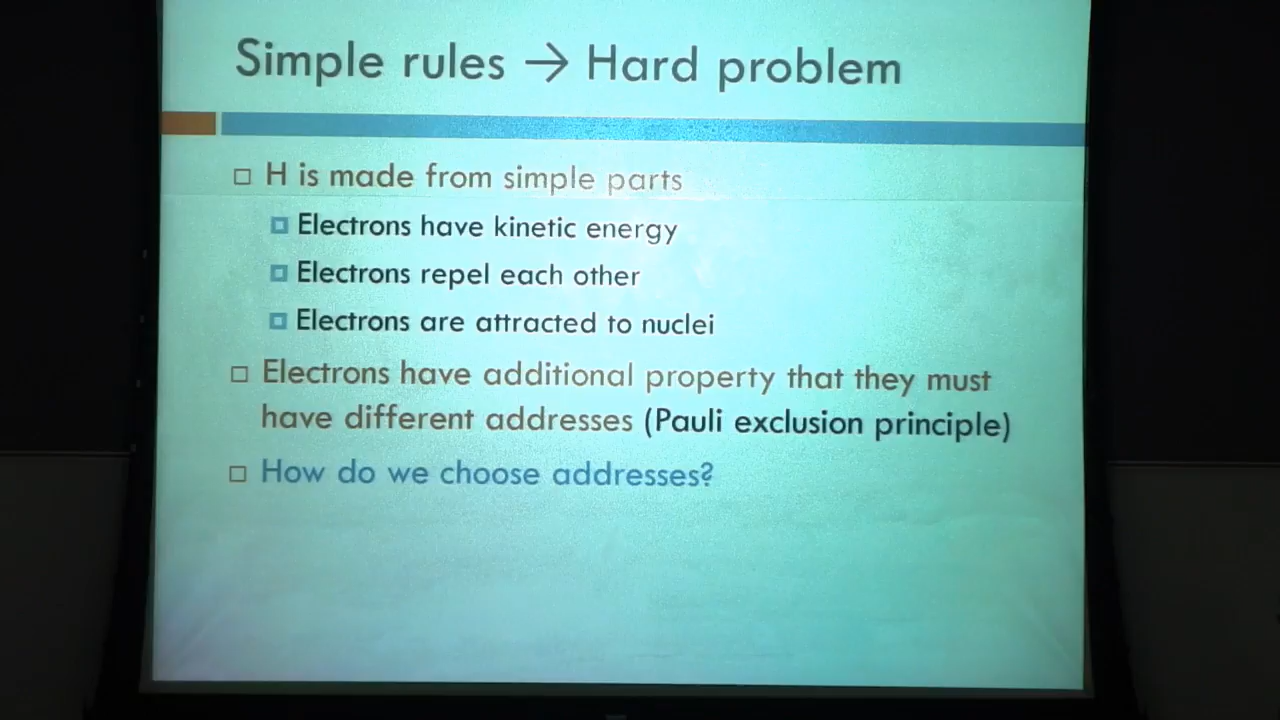 Simple rules → Hard problem
H is made from simple parts
Electrons have kinetic energy
Electrons repel each other
Electrons are attracted to nuclei
Electrons have additional property that they must
have different addresses (Pauli exclusion principle)
How do we choose addresses?